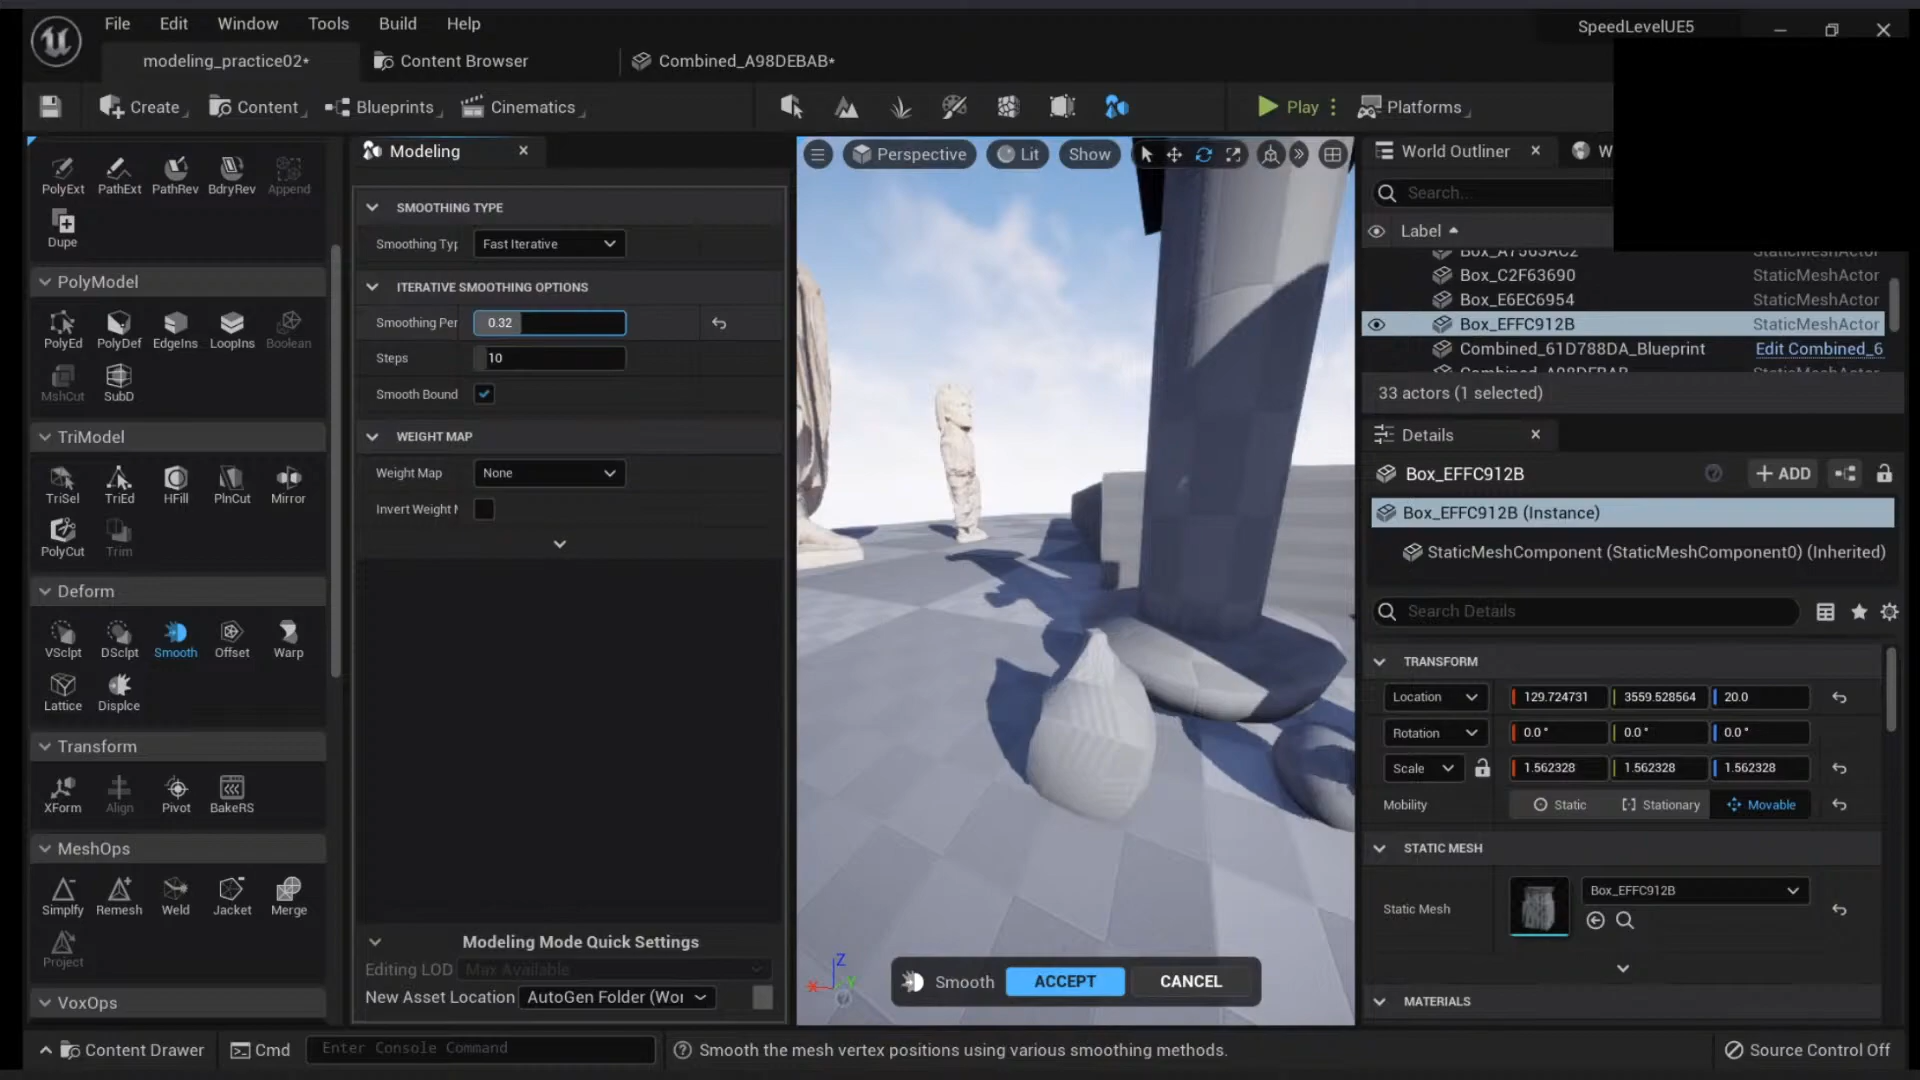 File Edit Window Tools Build Help
SpeedLevelUE5
modeling_practice02*
Content Browser
Combined_A98DEBAB*
Create
Content
Blueprints
Cinematics
Play
Platforms
PolyExt PathExt PathRev BdryRev Append
Dupe
PolyModel
PolyEd PolyDef EdgeIns LoopIns Boolean
MshCut SubD
TriModel
TriSel TriEd HFill PlnCut Mirror
PolyCut Trim
Deform
VSclpt DSclpt Smooth Offset Warp
Lattice Displce
Transform
XForm Align Pivot BakeRS
MeshOps
Simplfy Remesh Weld Jacket Merge
Project
VoxOps
Modeling
SMOOTHING TYPE
Smoothing Typ Fast Iterative
ITERATIVE SMOOTHING OPTIONS
Smoothing Per 0.32
Steps 10
Smooth Bound
WEIGHT MAP
Weight Map None
Invert Weight M
Modeling Mode Quick Settings
Editing LOD Max Available
New Asset Location AutoGen Folder (Wor
Perspective
Lit
Show
Z
Y
X
Smooth ACCEPT CANCEL
World Outliner
W
Search...
Label
Box_A7563AC2 StaticMeshActor
Box_C2F63690 StaticMeshActor
Box_E6EC6954 StaticMeshActor
Box_EFFC912B StaticMeshActor
Combined_61D788DA_Blueprint Edit Combined_6
Combined_A98DEBAB StaticMeshActor
33 actors (1 selected)
Details
Box_EFFC912B
ADD
Box_EFFC912B (Instance)
StaticMeshComponent (StaticMeshComponent0) (Inherited)
Search Details
TRANSFORM
Location 129.724731 3559.528564 20.0
Rotation 0.0 ° 0.0 ° 0.0 °
Scale 1.562328 1.562328 1.562328
Mobility Static Stationary Movable
STATIC MESH
Static Mesh Box_EFFC912B
MATERIALS
Content Drawer
Cmd
Enter Console Command
Smooth the mesh vertex positions using various smoothing methods.
Source Control Off